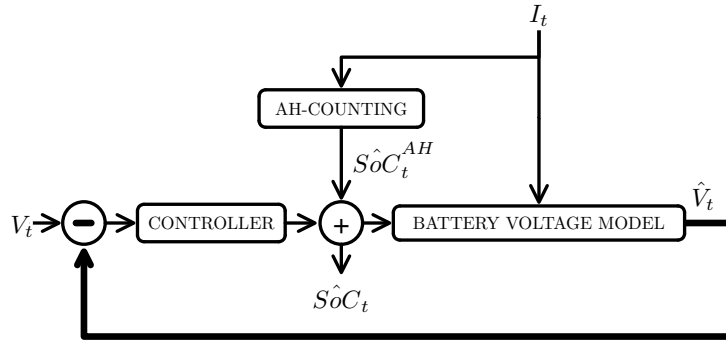 I_t
AH-COUNTING
SôC_t^{AH}
V̂_t
V_t
−
CONTROLLER
+
BATTERY VOLTAGE MODEL
SôC_t